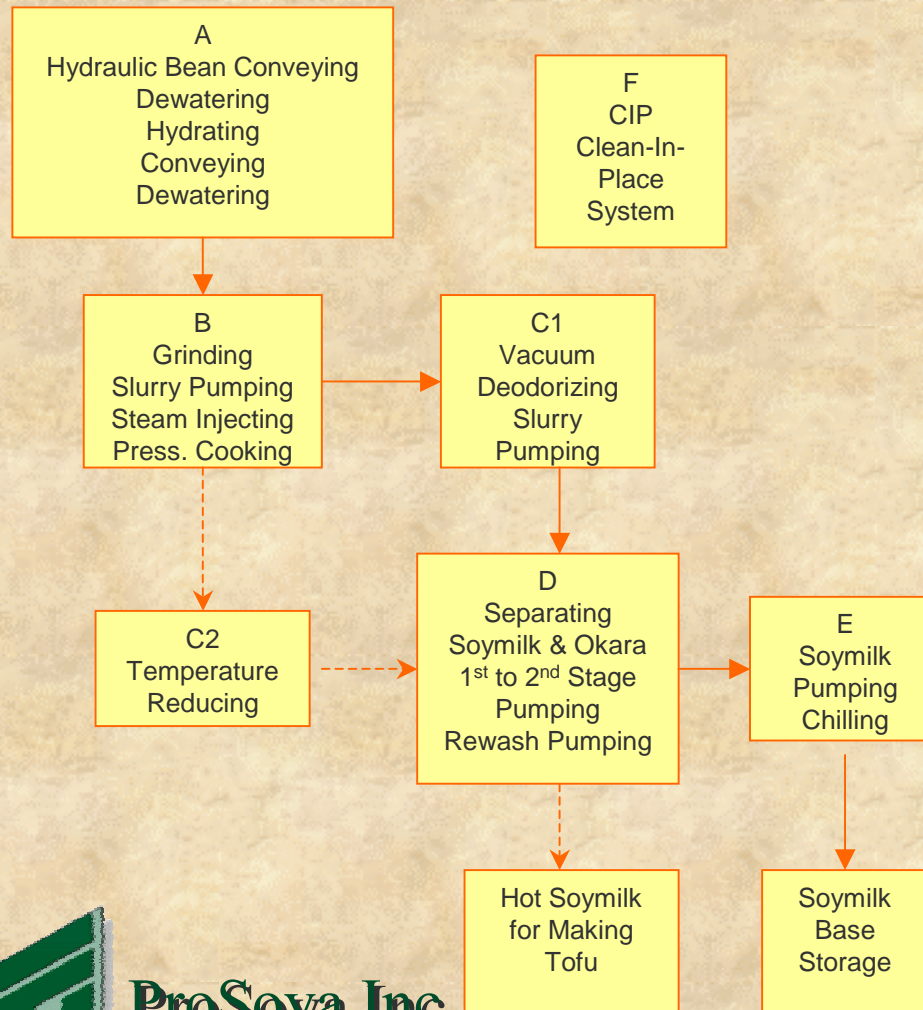 A
Hydraulic Bean Conveying
Dewatering
Hydrating
Conveying
Dewatering
F
CIP
Clean-In-
Place
System
B
Grinding
Slurry Pumping
Steam Injecting
Press. Cooking
C1
Vacuum
Deodorizing
Slurry
Pumping
C2
Temperature
Reducing
D
Separating
Soymilk & Okara
1st to 2nd Stage
Pumping
Rewash Pumping
E
Soymilk
Pumping
Chilling
Hot Soymilk
for Making
Tofu
Soymilk
Base
Storage
ProSoya Inc